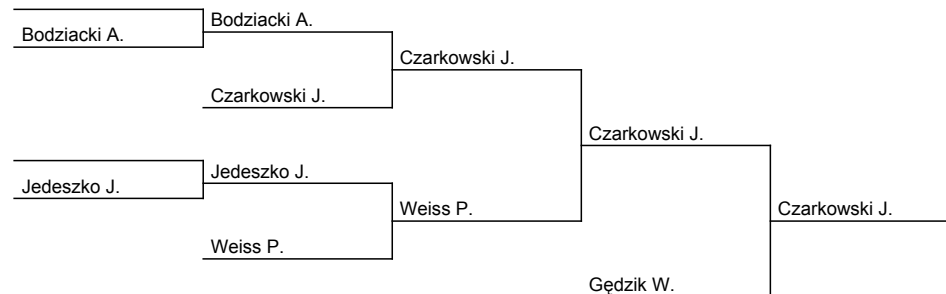 Bodziacki A.
Bodziacki A.
Czarkowski J.
Czarkowski J.
Czarkowski J.
Jedeszko J.
Jedeszko J.
Weiss P.
Czarkowski J.
Weiss P.
Gędzik W.